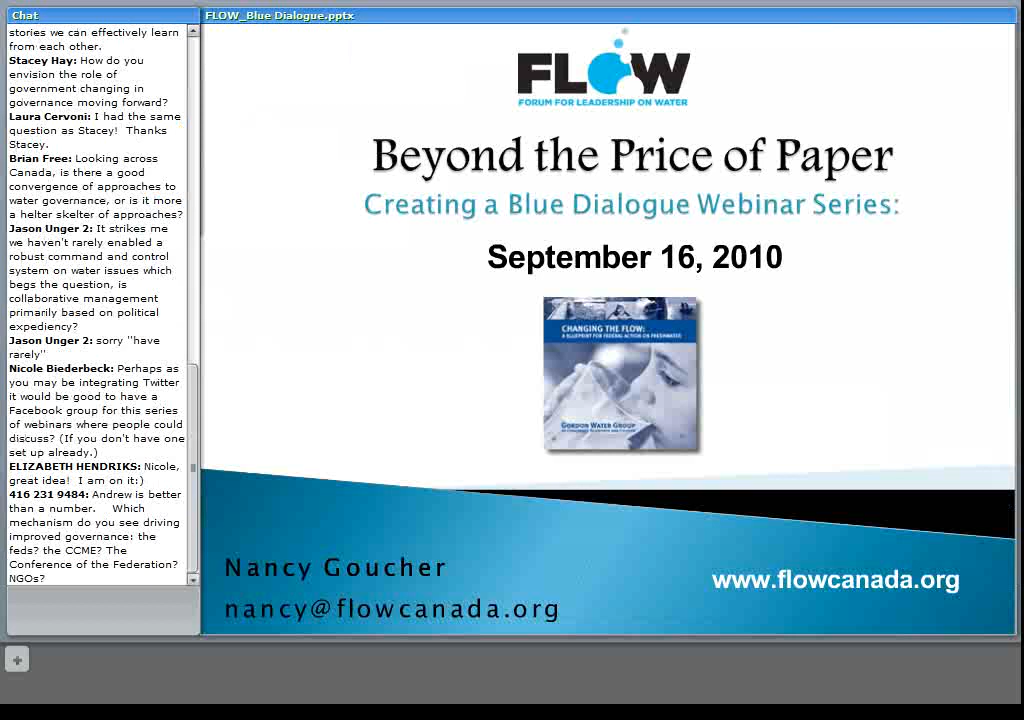 Chat
stories we can effectively learn
from each other.
Stacey Hay: How do you
envision the role of
government changing in
governance moving forward?
Laura Cervoni: I had the same
question as Stacey! Thanks
Stacey.
Brian Free: Looking across
Canada, is there a good
convergence of approaches to
water governance, or is it more
a helter skelter of approaches?
Jason Unger 2: It strikes me
we haven't rarely enabled a
robust command and control
system on water issues which
begs the question, is
collaborative management
primarily based on political
expediency?
Jason Unger 2: sorry "have
rarely"
Nicole Biederbeck: Perhaps as
you may be integrating Twitter
it would be good to have a
Facebook group for this series
of webinars where people could
discuss? (If you don't have one
set up already.)
ELIZABETH HENDRIKS: Nicole,
great idea! I am on it:)
416 231 9484: Andrew is better
than a number. Which
mechanism do you see driving
improved governance: the
feds? the CCME? The
Conference of the Federation?
NGOs?
FLOW_Blue Dialogue.pptx
FLOW
FORUM FOR LEADERSHIP ON WATER
Beyond the Price of Paper
Creating a Blue Dialogue Webinar Series:
September 16, 2010
CHANGING THE FLOW:
A BLUEPRINT FOR FEDERAL ACTION ON FRESHWATER
GORDON WATER GROUP
Nancy Goucher
nancy@flowcanada.org
www.flowcanada.org